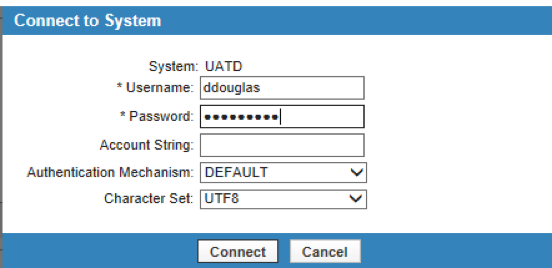 Connect to System
System: UATD
* Username: ddouglas
* Password: •••••••••
Account String:
Authentication Mechanism: DEFAULT
Character Set: UTF8
Connect Cancel